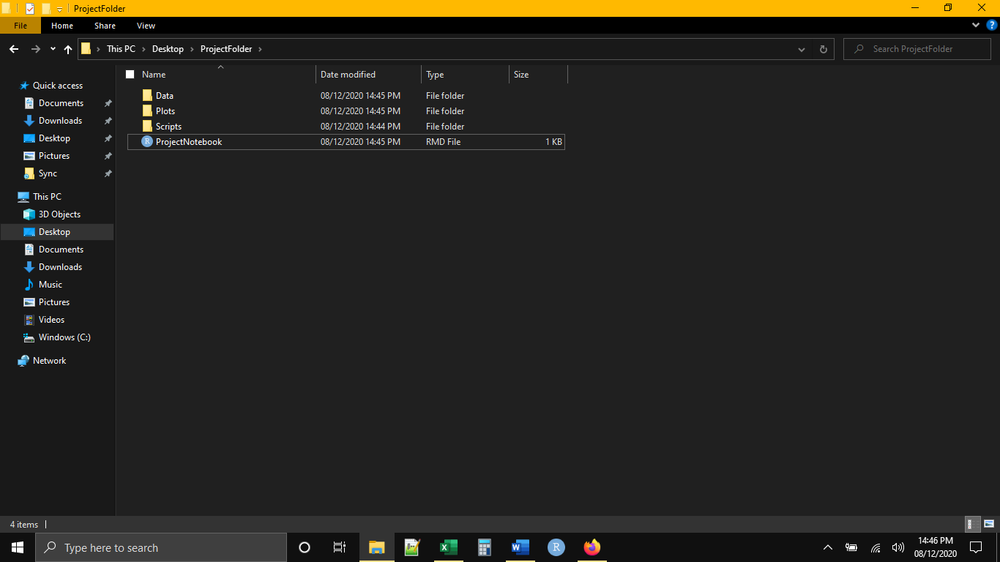 ProjectFolder
File Home Share View
This PC Desktop ProjectFolder Search ProjectFolder
Name Date modified Type Size
Data 08/12/2020 14:45 PM File folder
Plots 08/12/2020 14:45 PM File folder
Scripts 08/12/2020 14:44 PM File folder
ProjectNotebook 08/12/2020 14:45 PM RMD File 1 KB
Quick access
Documents
Downloads
Desktop
Pictures
Sync
This PC
3D Objects
Desktop
Documents
Downloads
Music
Pictures
Videos
Windows (C:)
Network
4 items
Type here to search
14:46 PM
08/12/2020